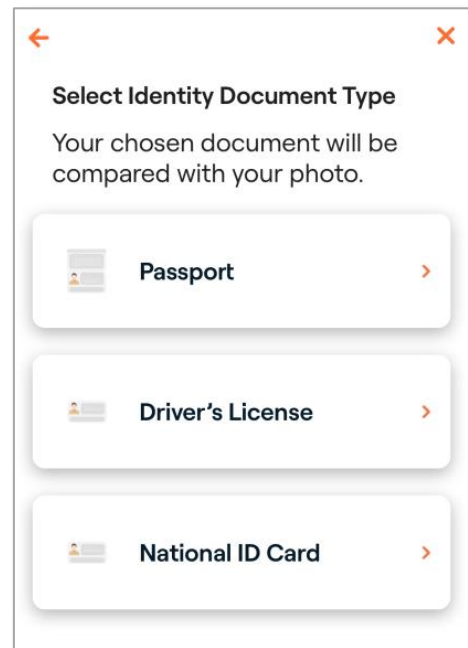 Select Identity Document Type
Your chosen document will be
compared with your photo.
Passport
Driver’s License
National ID Card